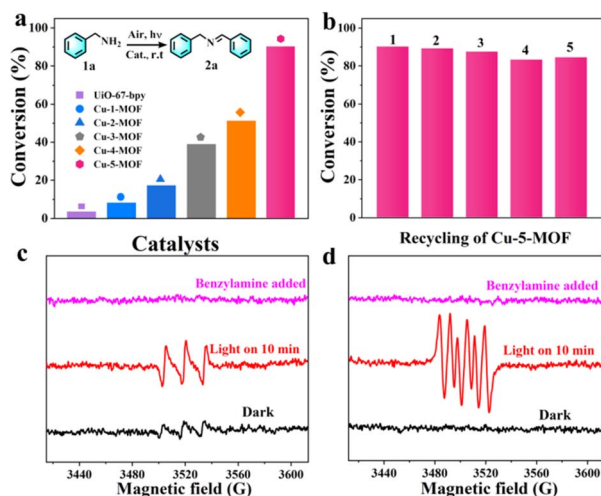 a
Conversion (%)
100
80
60
40
20
0
NH₂
1a
Air, hν
Cat., r.t
N
2a
UiO-67-bpy
Cu-1-MOF
Cu-2-MOF
Cu-3-MOF
Cu-4-MOF
Cu-5-MOF
Catalysts
b
Conversion (%)
100
80
60
40
20
0
1 2 3 4 5
Recycling of Cu-5-MOF
c
Benzylamine added
Light on 10 min
Dark
3440 3480 3520 3560 3600
Magnetic field (G)
d
Benzylamine added
Light on 10 min
Dark
3440 3480 3520 3560 3600
Magnetic field (G)